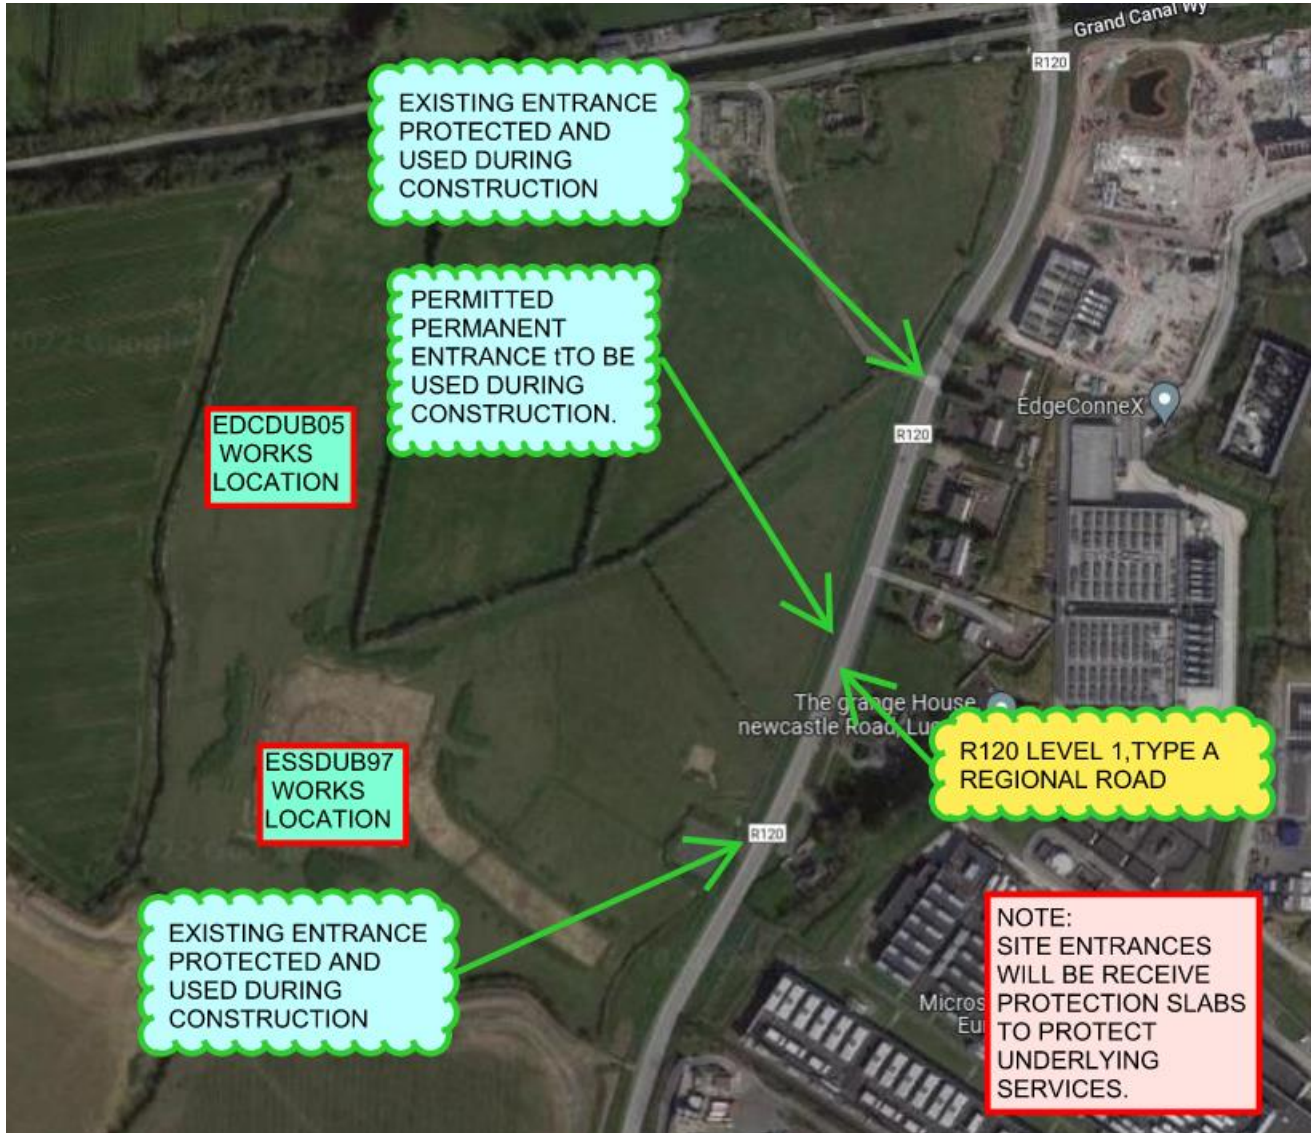 Grand Canal Wy
R120
EXISTING ENTRANCE
PROTECTED AND
USED DURING
CONSTRUCTION
PERMITTED
PERMANENT
ENTRANCE tTO BE
USED DURING
CONSTRUCTION.
EdgeConneX
R120
EDCDUB05
WORKS
LOCATION
The grange House,
newcastle Road, Lu
R120 LEVEL 1,TYPE A
REGIONAL ROAD
ESSDUB97
WORKS
LOCATION
R120
EXISTING ENTRANCE
PROTECTED AND
USED DURING
CONSTRUCTION
Micros
Eu
NOTE:
SITE ENTRANCES
WILL BE RECEIVE
PROTECTION SLABS
TO PROTECT
UNDERLYING
SERVICES.